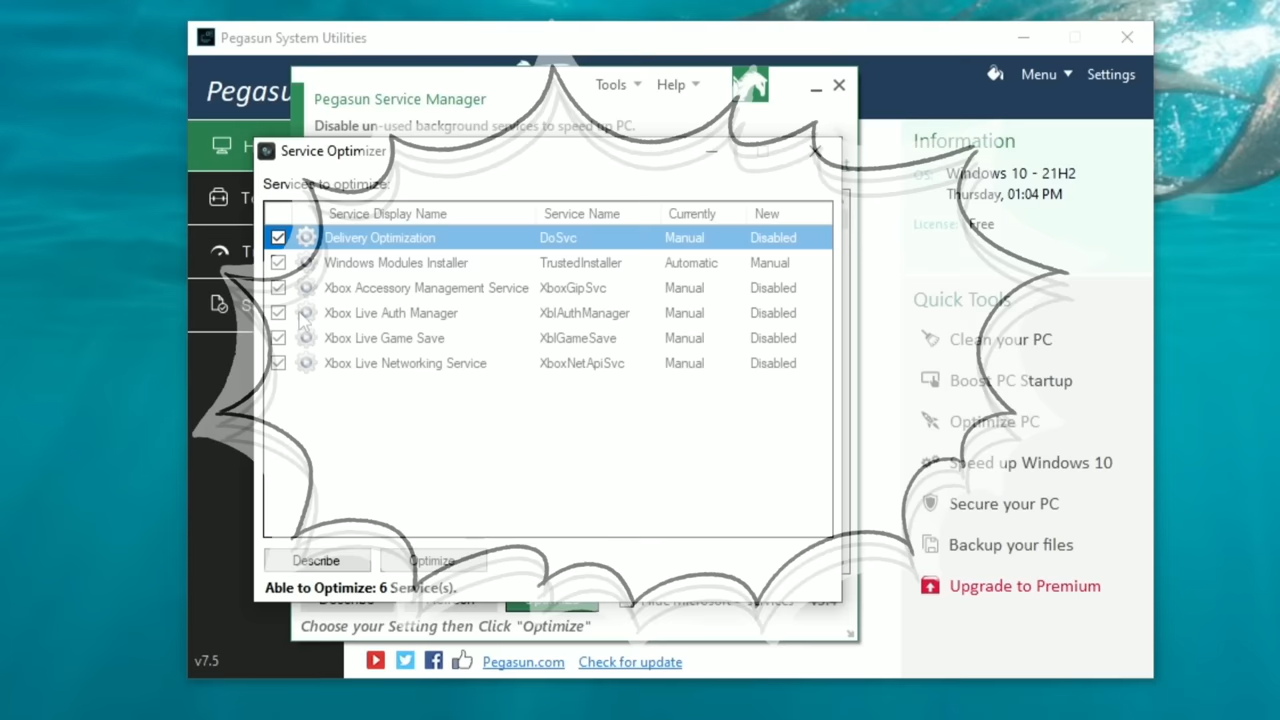 Pegasun System Utilities
Menu Settings
Tools Help
Pegasun Service Manager
Disable un-used background services to speed up PC.
Service Optimizer
Services to optimize:
Service Display Name Service Name Currently New
Delivery Optimization DoSvc Manual Disabled
Windows Modules Installer TrustedInstaller Automatic Manual
Xbox Accessory Management Service XboxGipSvc Manual Disabled
Xbox Live Auth Manager XblAuthManager Manual Disabled
Xbox Live Game Save XblGameSave Manual Disabled
Xbox Live Networking Service XboxNetApiSvc Manual Disabled
Describe Optimize
Able to Optimize: 6 Service(s).
Choose your Setting then Click "Optimize"
v7.5
Pegasun.com Check for update
Information
OS: Windows 10 - 21H2
Thursday, 01:04 PM
License: Free
Quick Tools
Clean your PC
Boost PC Startup
Optimize PC
Speed up Windows 10
Secure your PC
Backup your files
Upgrade to Premium